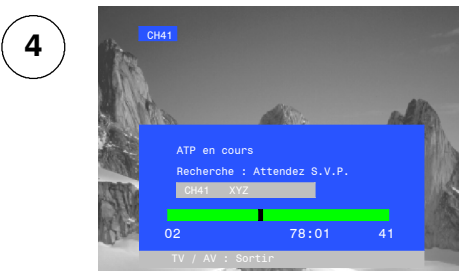 4
CH41
ATP en cours
Recherche : Attendez S.V.P.
CH41 XYZ
02 78:01 41
TV / AV : Sortir